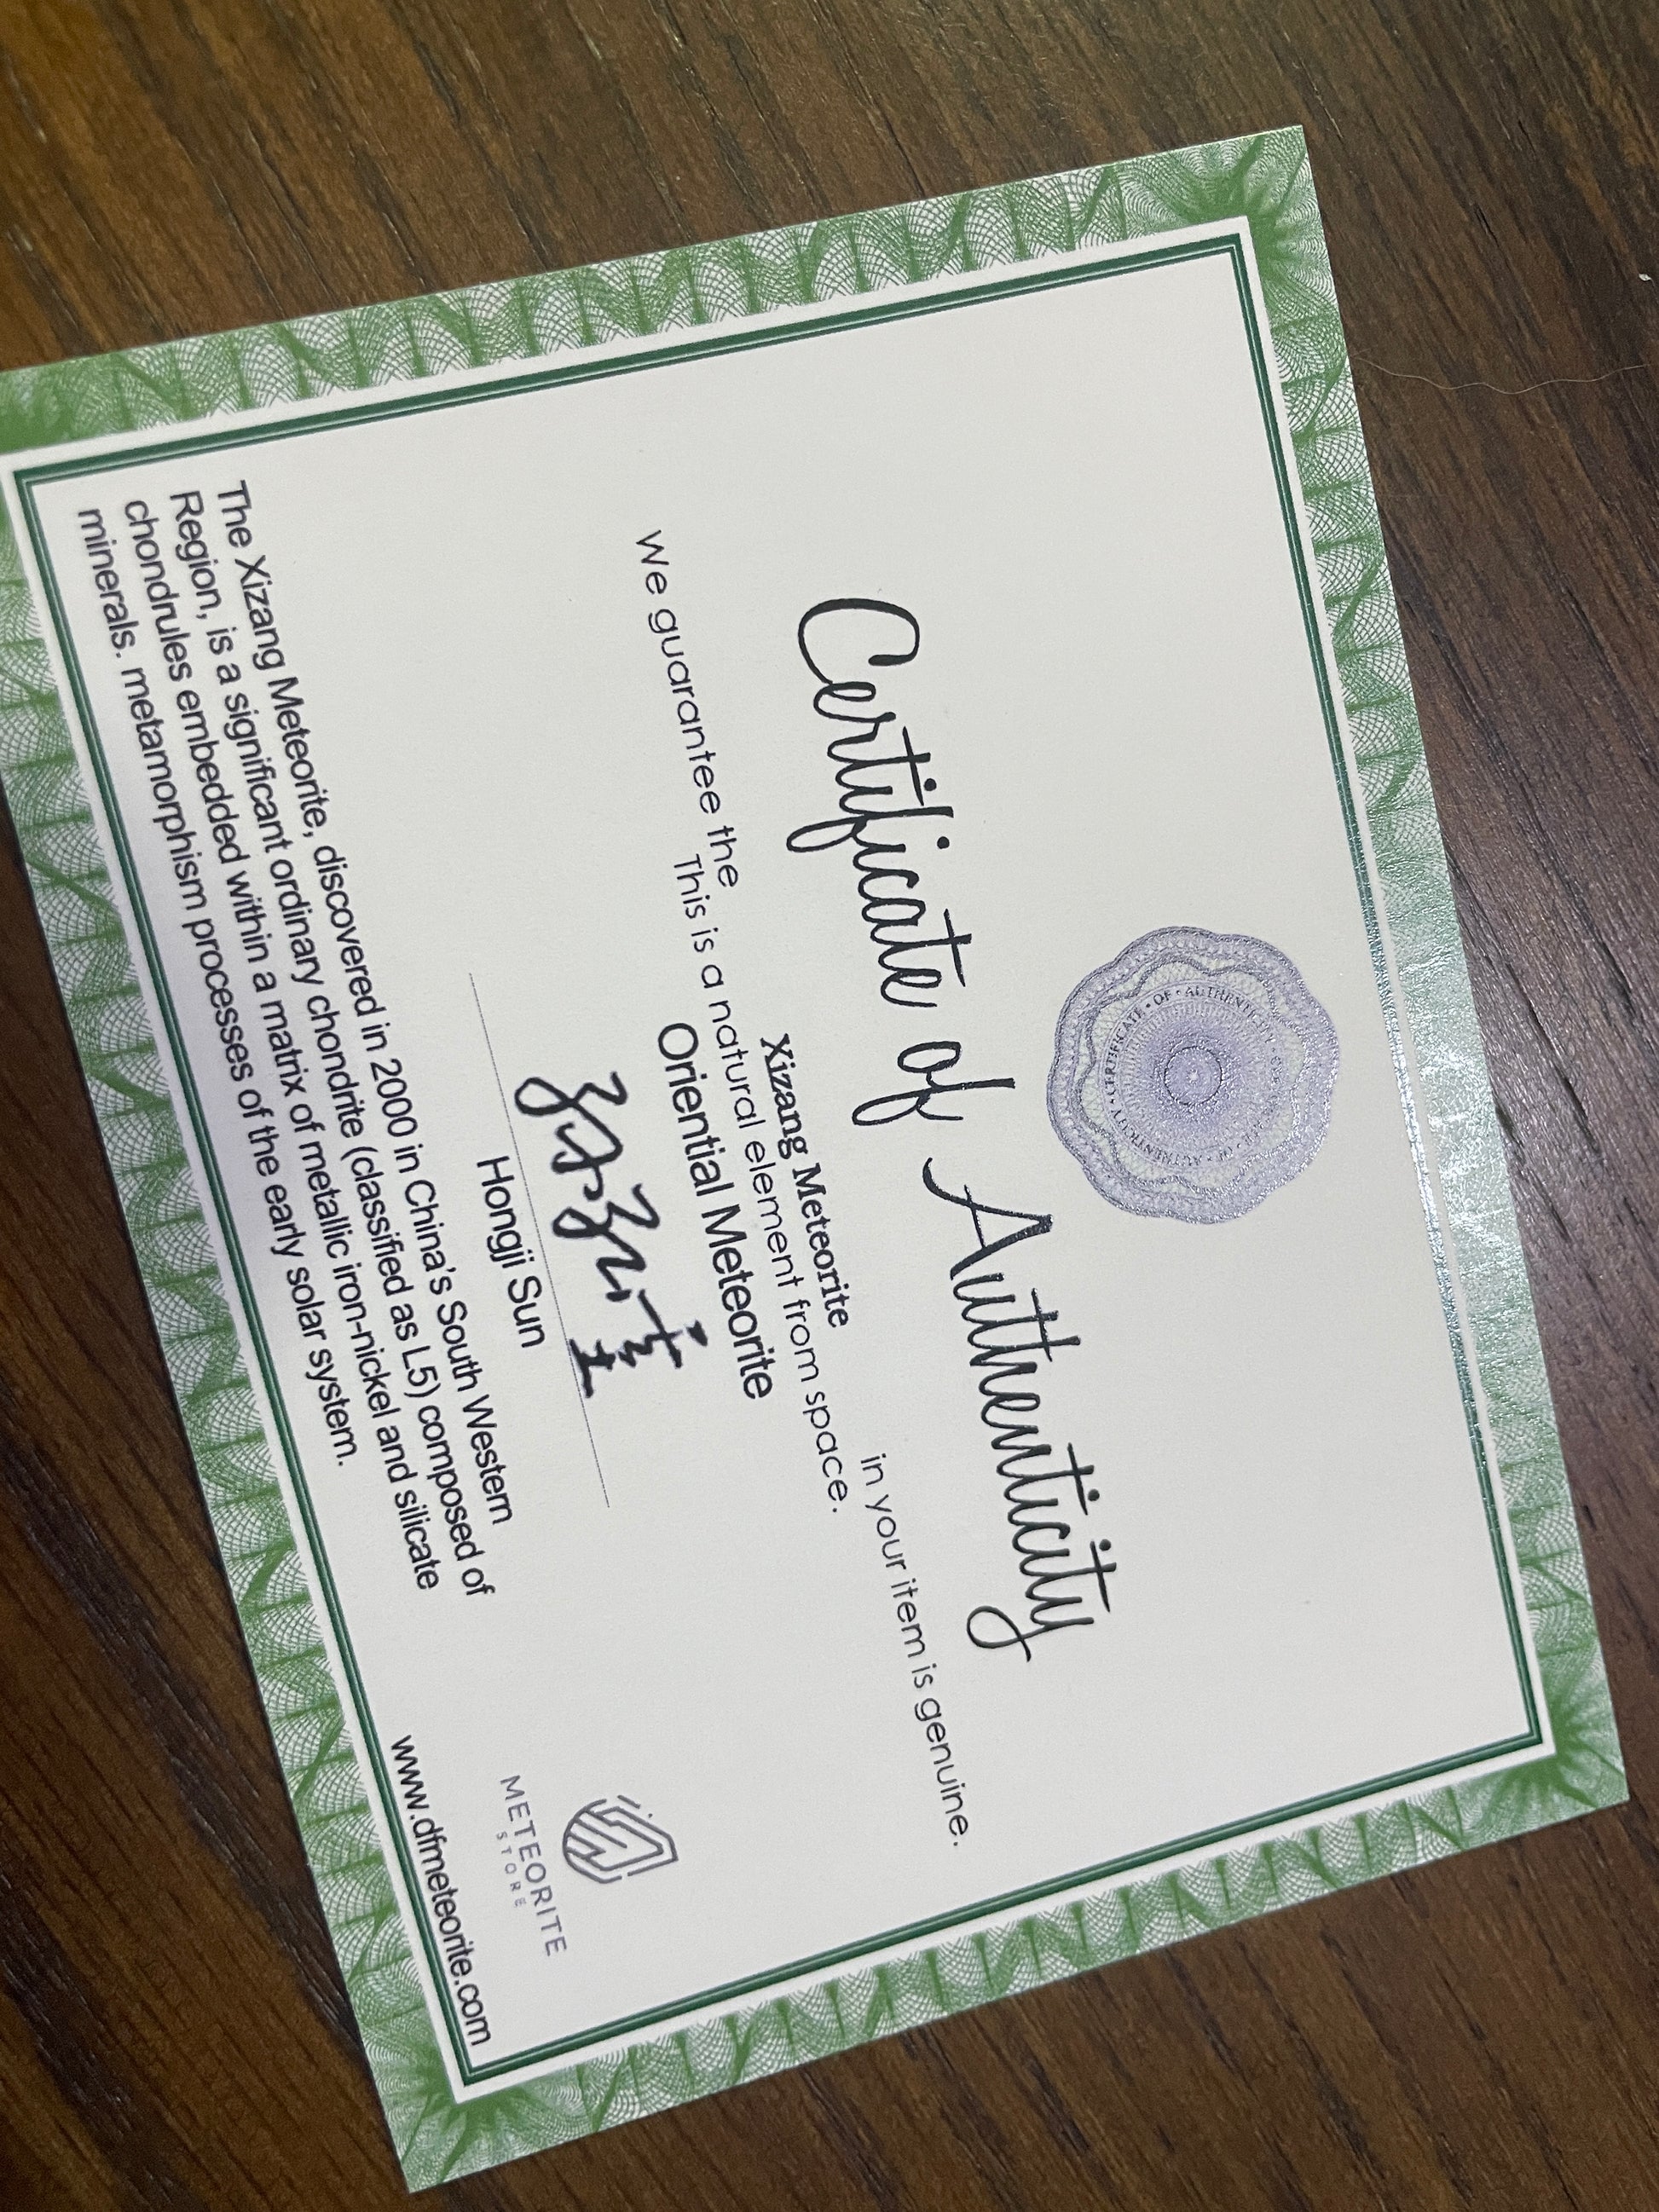 CERTIFICATE • OF • AUTHENTICITY
Certificate of Authenticity
We guarantee the Xizang Meteorite in your item is genuine.
This is a natural element from space.
Oriential Meteorite
Hongji Sun
The Xizang Meteorite, discovered in 2000 in China's South Western
Region, is a significant ordinary chondrite (classified as L5) composed of
chondrules embedded within a matrix of metallic iron-nickel and silicate
minerals. metamorphism processes of the early solar system.
METEORITE
STORE
www.dfmeteorite.com